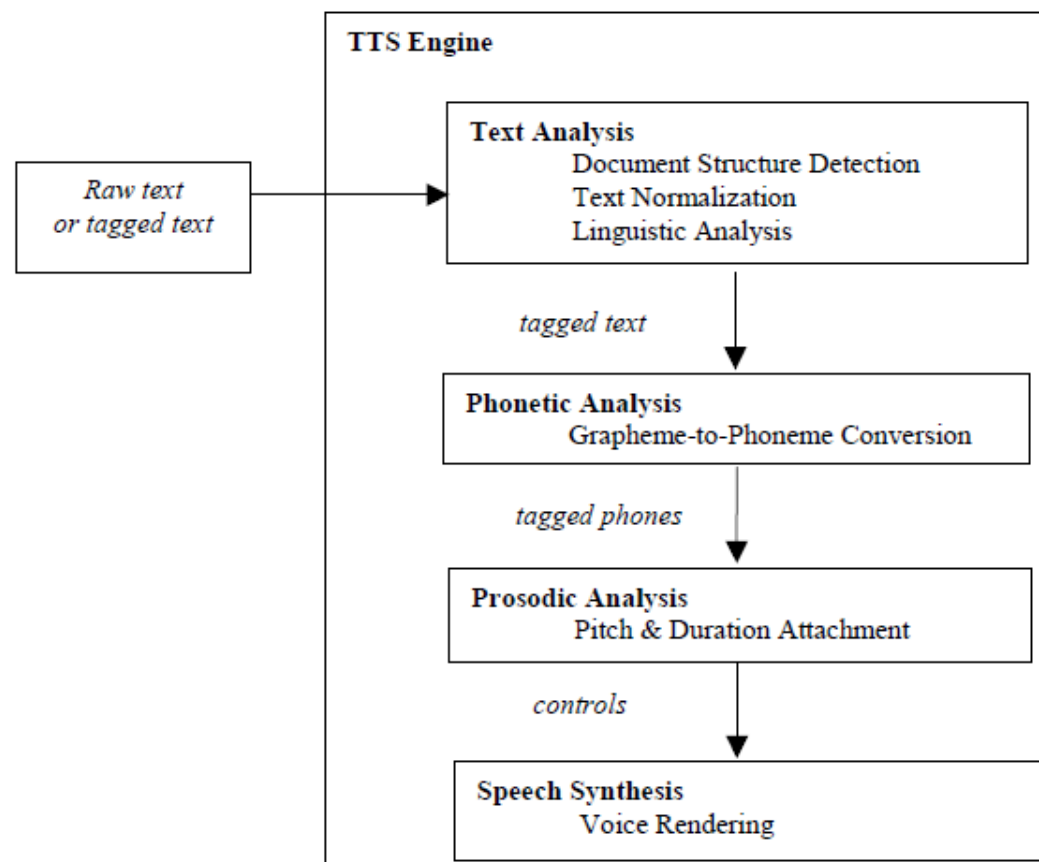 TTS Engine
Text Analysis
Document Structure Detection
Text Normalization
Linguistic Analysis
Raw text
or tagged text
tagged text
Phonetic Analysis
Grapheme-to-Phoneme Conversion
tagged phones
Prosodic Analysis
Pitch & Duration Attachment
controls
Speech Synthesis
Voice Rendering